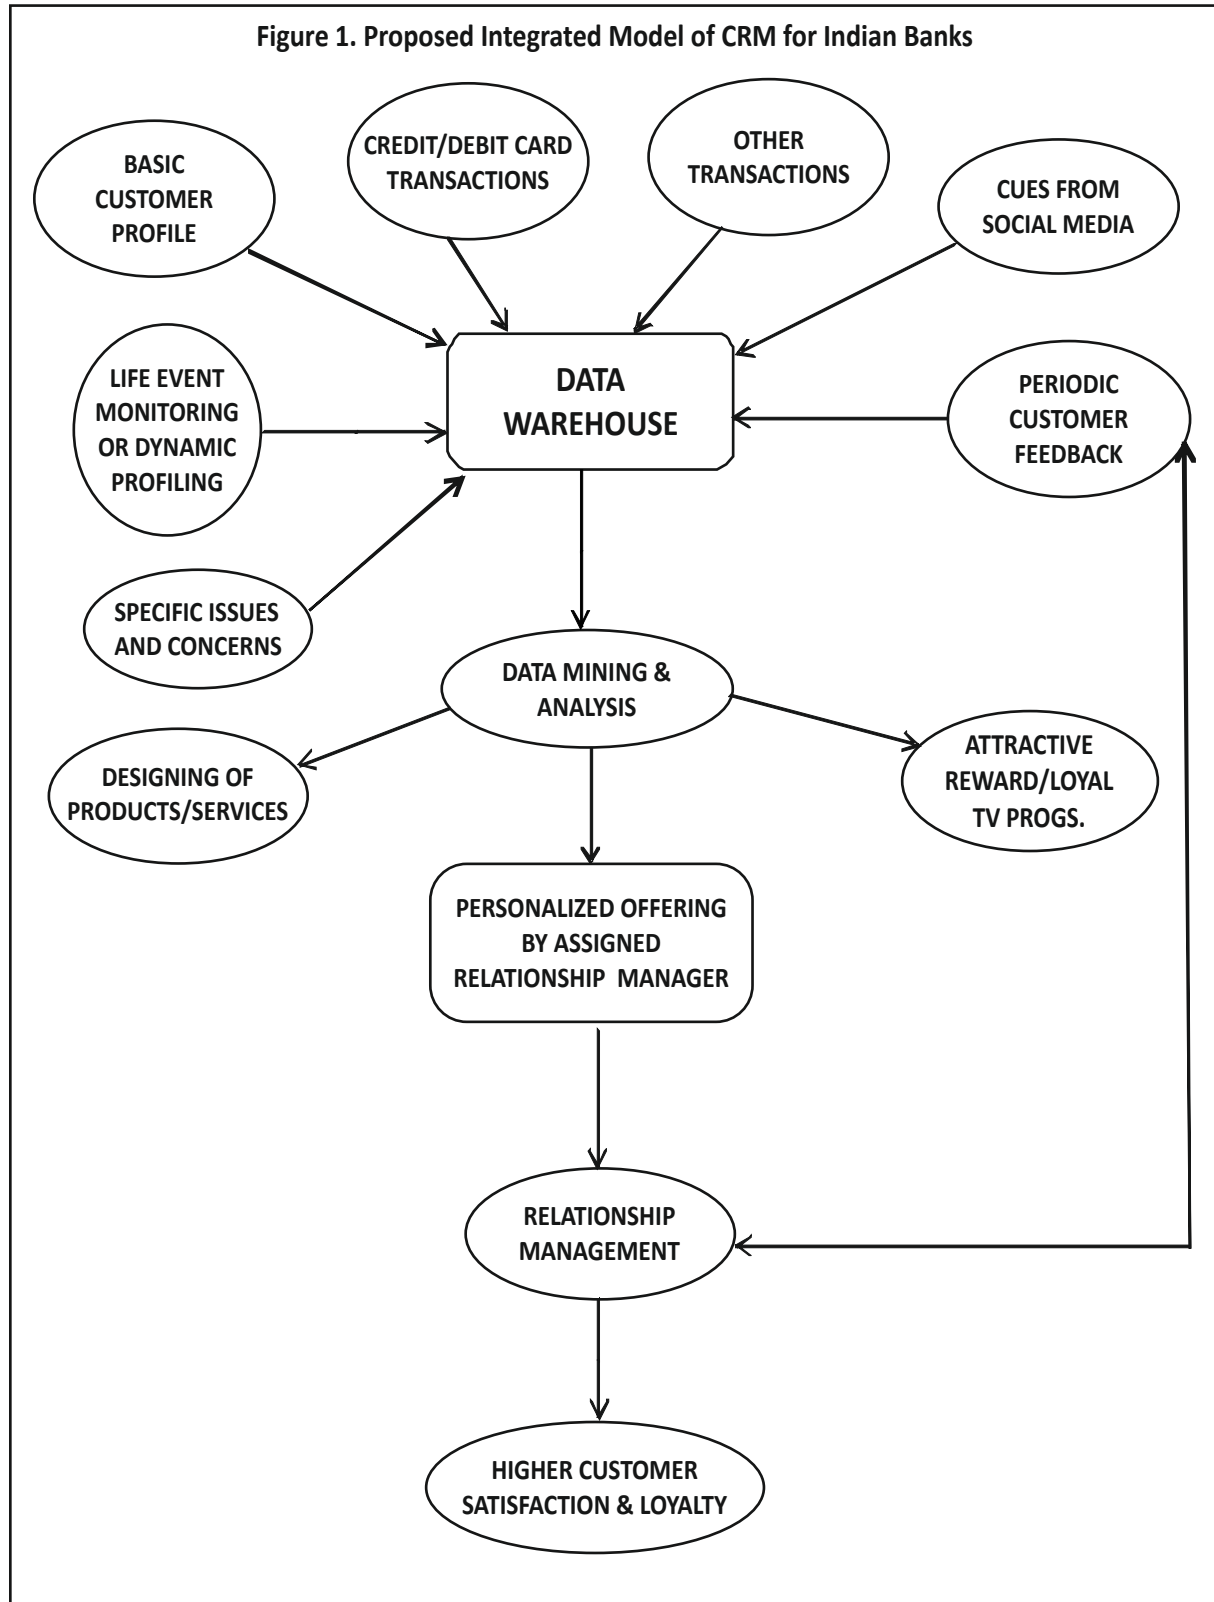 Figure 1. Proposed Integrated Model of CRM for Indian Banks
BASIC
CUSTOMER
PROFILE
CREDIT/DEBIT CARD
TRANSACTIONS
OTHER
TRANSACTIONS
CUES FROM
SOCIAL MEDIA
LIFE EVENT
MONITORING
OR DYNAMIC
PROFILING
DATA
WAREHOUSE
PERIODIC
CUSTOMER
FEEDBACK
SPECIFIC ISSUES
AND CONCERNS
DATA MINING &
ANALYSIS
DESIGNING OF
PRODUCTS/SERVICES
ATTRACTIVE
REWARD/LOYAL
TV PROGS.
PERSONALIZED OFFERING
BY ASSIGNED
RELATIONSHIP MANAGER
RELATIONSHIP
MANAGEMENT
HIGHER CUSTOMER
SATISFACTION & LOYALTY